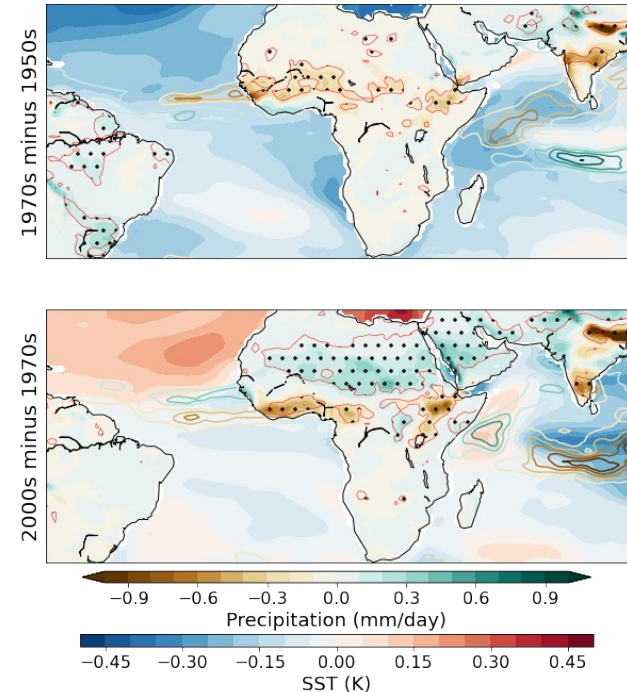 1970s minus 1950s
2000s minus 1970s
−0.9 −0.6 −0.3 0.0 0.3 0.6 0.9
Precipitation (mm/day)
−0.45 −0.30 −0.15 0.00 0.15 0.30 0.45
SST (K)